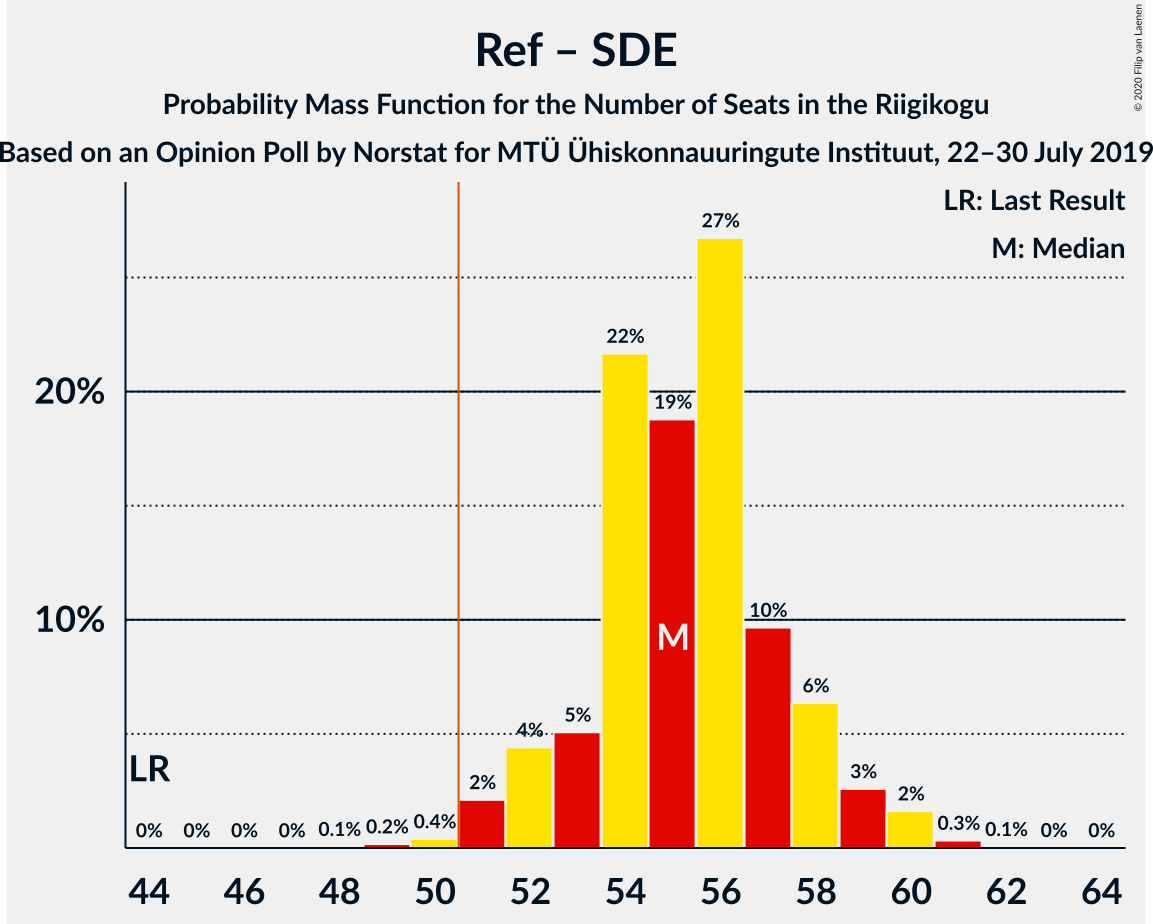 Ref – SDE
Probability Mass Function for the Number of Seats in the Riigikogu
Based on an Opinion Poll by Norstat for MTÜ Ühiskonnauuringute Instituut, 22–30 July 2019
© 2020 Filip van Laenen
LR: Last Result
M: Median
27%
22%
20%
19%
10%
10%
M
6%
5%
4%
LR
3%
2%
2%
0% 0% 0% 0% 0.1% 0.2% 0.4% 0.3% 0.1% 0% 0%
44 46 48 50 52 54 56 58 60 62 64